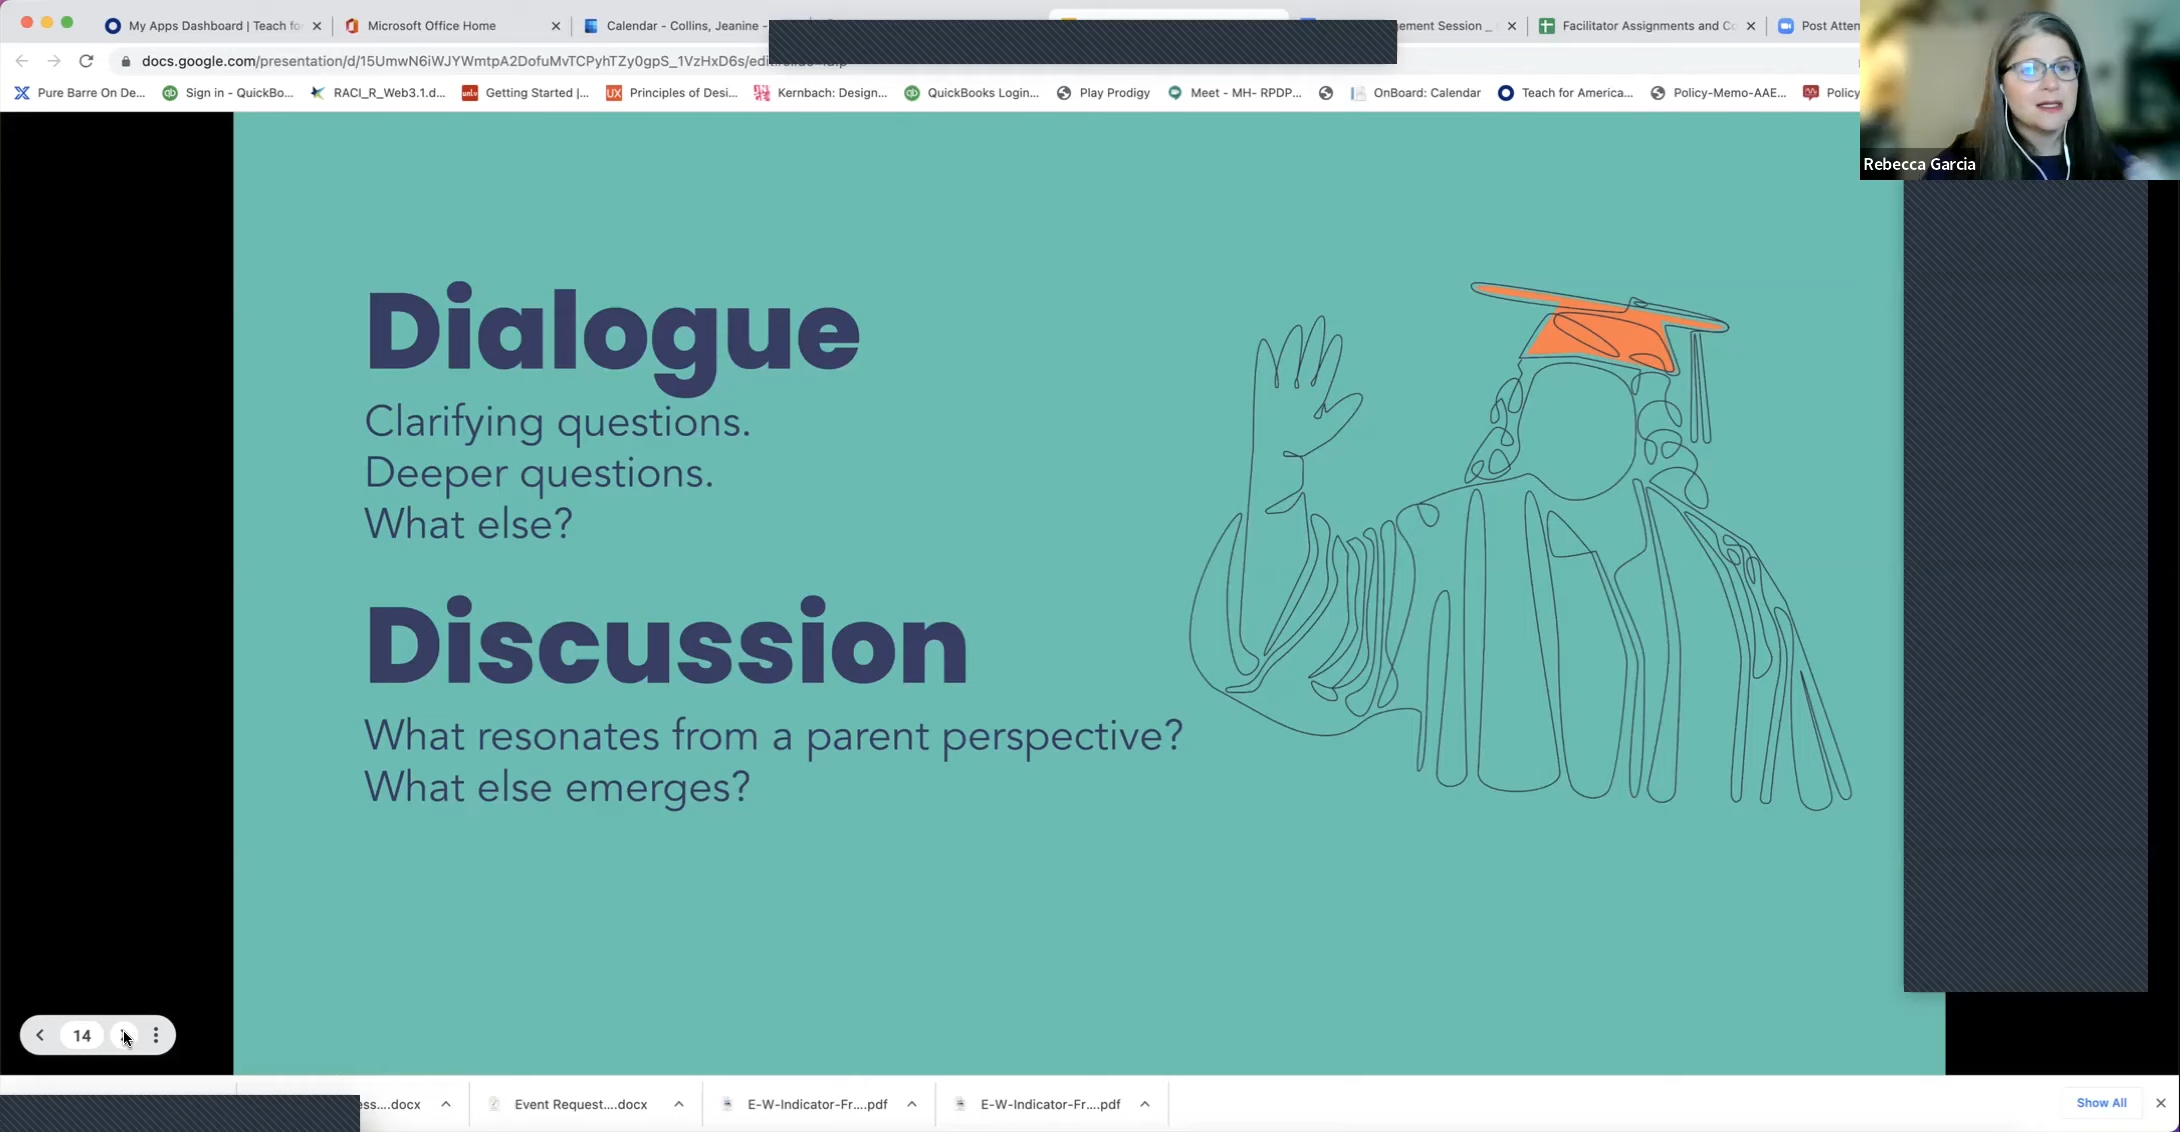 My Apps Dashboard | Teach fo
Microsoft Office Home
Calendar - Collins, Jeanine -
ement Session _
Facilitator Assignments and Co
Post Atten
docs.google.com/presentation/d/15UmwN6iWJYWmtpA2DofuMvTCPyhTZy0gpS_1VzHxD6s/edit
Pure Barre On De...
Sign in - QuickBo...
RACI_R_Web3.1.d...
Getting Started |...
Principles of Desi...
Kernbach: Design...
QuickBooks Login...
Play Prodigy
Meet - MH- RPDP...
OnBoard: Calendar
Teach for America...
Policy-Memo-AAE...
Policy
Rebecca Garcia
Dialogue
Clarifying questions.
Deeper questions.
What else?
Discussion
What resonates from a parent perspective?
What else emerges?
14
ess....docx
Event Request....docx
E-W-Indicator-Fr....pdf
E-W-Indicator-Fr....pdf
Show All